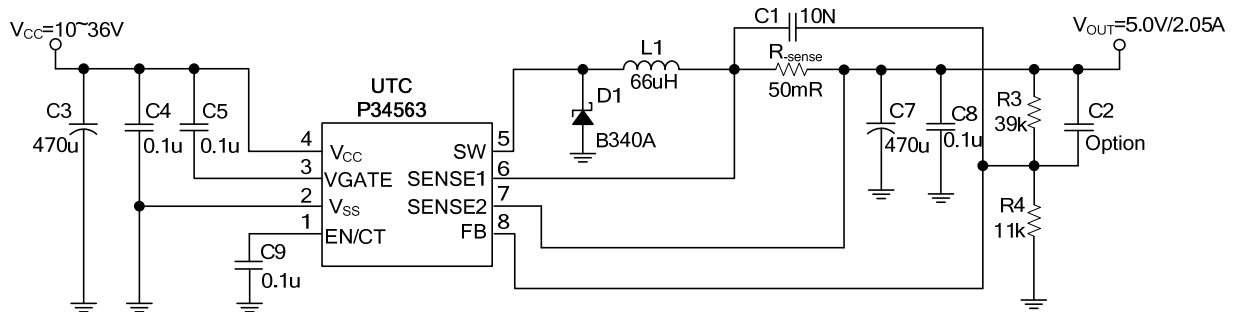 VCC=10~36V
C1
10N
VOUT=5.0V/2.05A
L1
66uH
R-sense
50mR
UTC
P34563
D1
B340A
C3
470u
C4
0.1u
C5
0.1u
C7
470u
C8
0.1u
R3
39k
C2
Option
4
VCC
SW
5
3
VGATE
SENSE1
6
2
VSS
SENSE2
7
1
EN/CT
FB
8
C9
0.1u
R4
11k